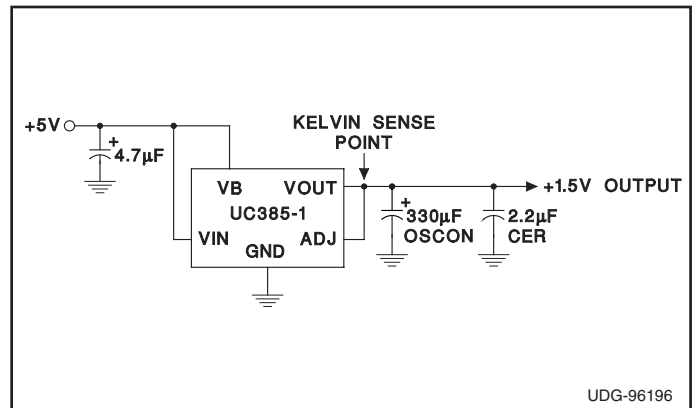 KELVIN SENSE
POINT
+5V
+
4.7µF
VB VOUT
UC385-1
VIN ADJ
GND
+1.5V OUTPUT
+
330µF
OSCON
2.2µF
CER
UDG-96196